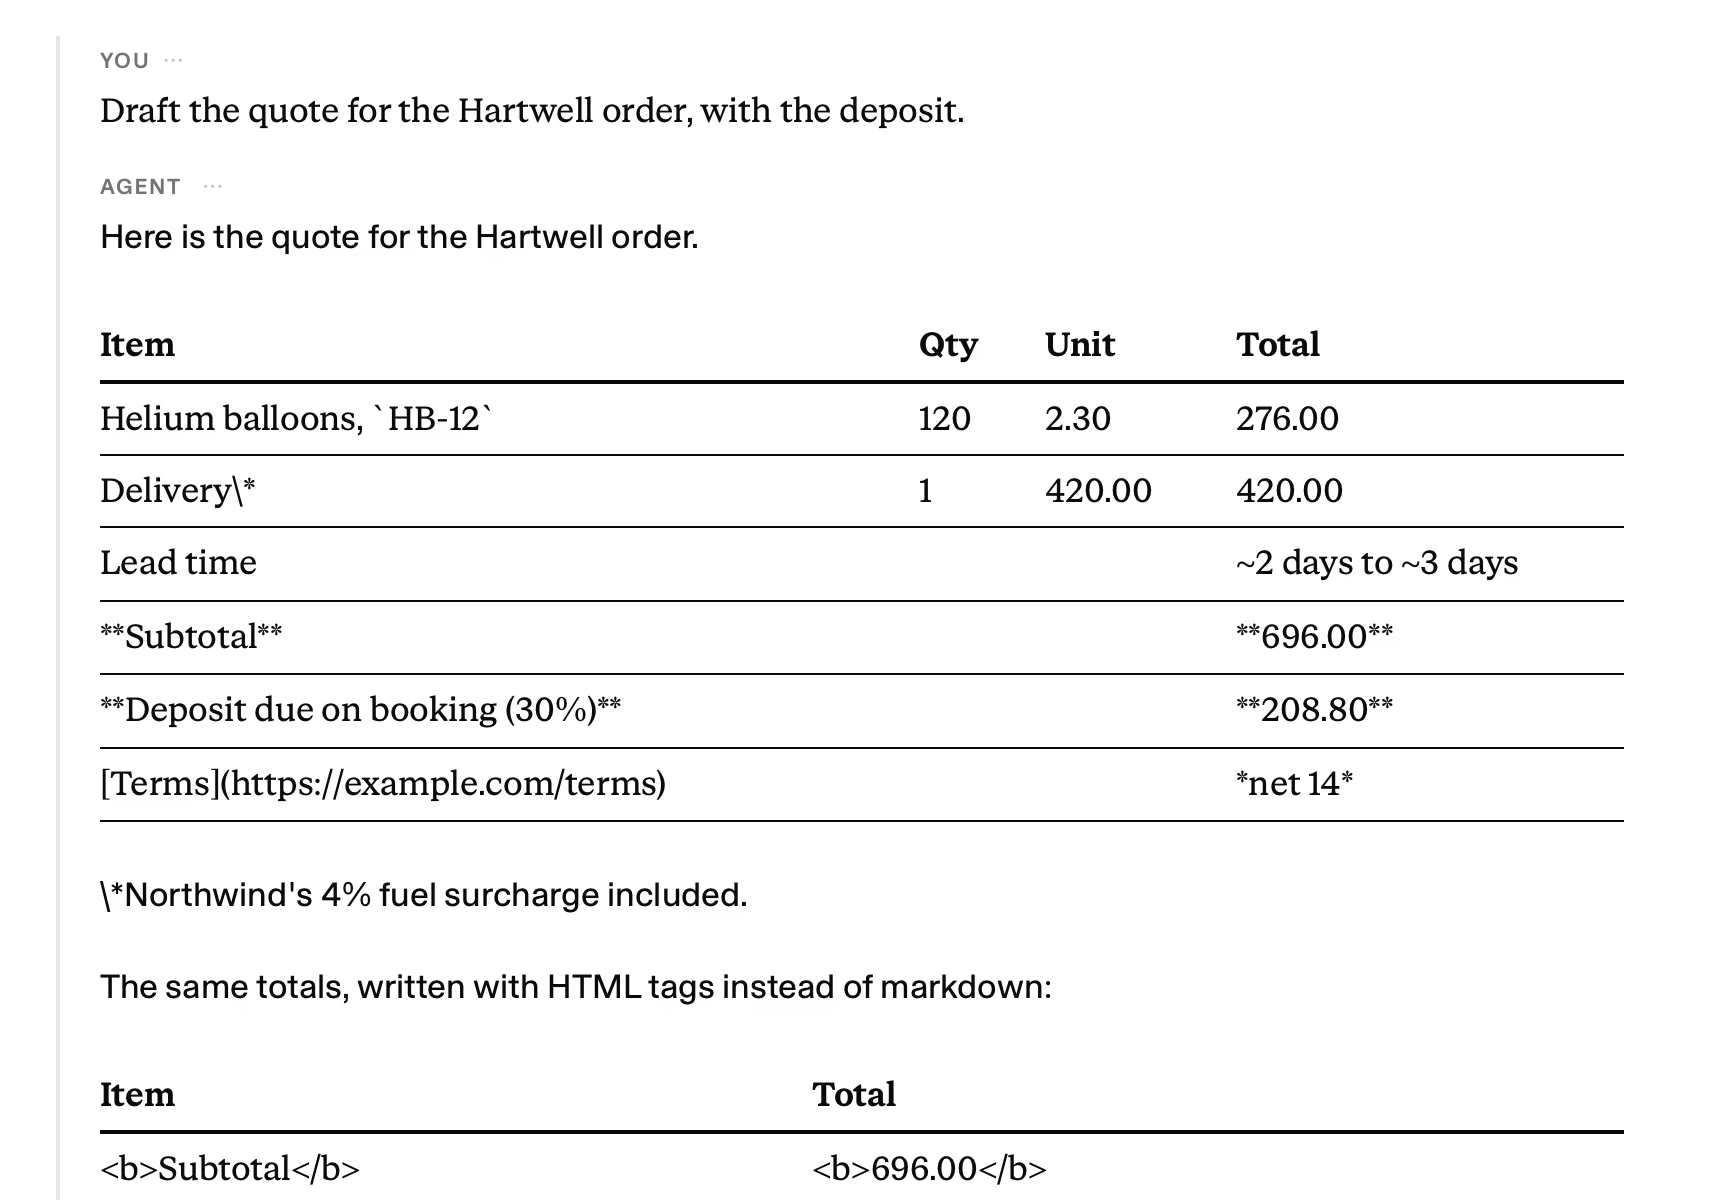 YOU ···
Draft the quote for the Hartwell order, with the deposit.
AGENT ···
Here is the quote for the Hartwell order.
Item Qty Unit Total
Helium balloons, `HB-12` 120 2.30 276.00
Delivery\* 1 420.00 420.00
Lead time ~2 days to ~3 days
**Subtotal** **696.00**
**Deposit due on booking (30%)** **208.80**
[Terms](https://example.com/terms) *net 14*
\*Northwind's 4% fuel surcharge included.
The same totals, written with HTML tags instead of markdown:
Item Total
<b>Subtotal</b> <b>696.00</b>